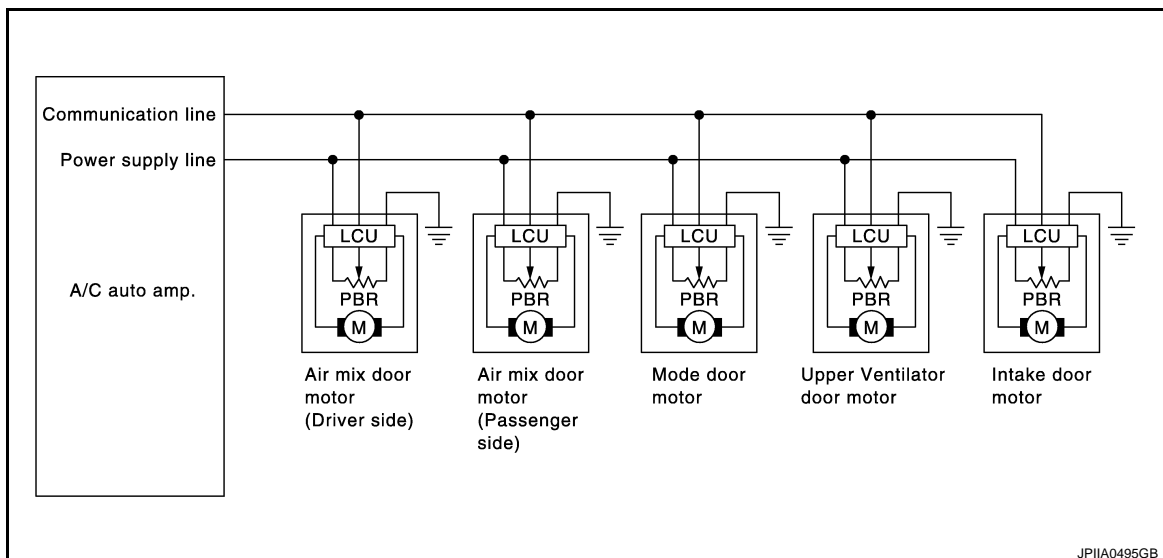 Communication line
Power supply line
A/C auto amp.
LCU
PBR
M
Air mix door
motor
(Driver side)
LCU
PBR
M
Air mix door
motor
(Passenger
side)
LCU
PBR
M
Mode door
motor
LCU
PBR
M
Upper Ventilator
door motor
LCU
PBR
M
Intake door
motor
JPIIA0495GB